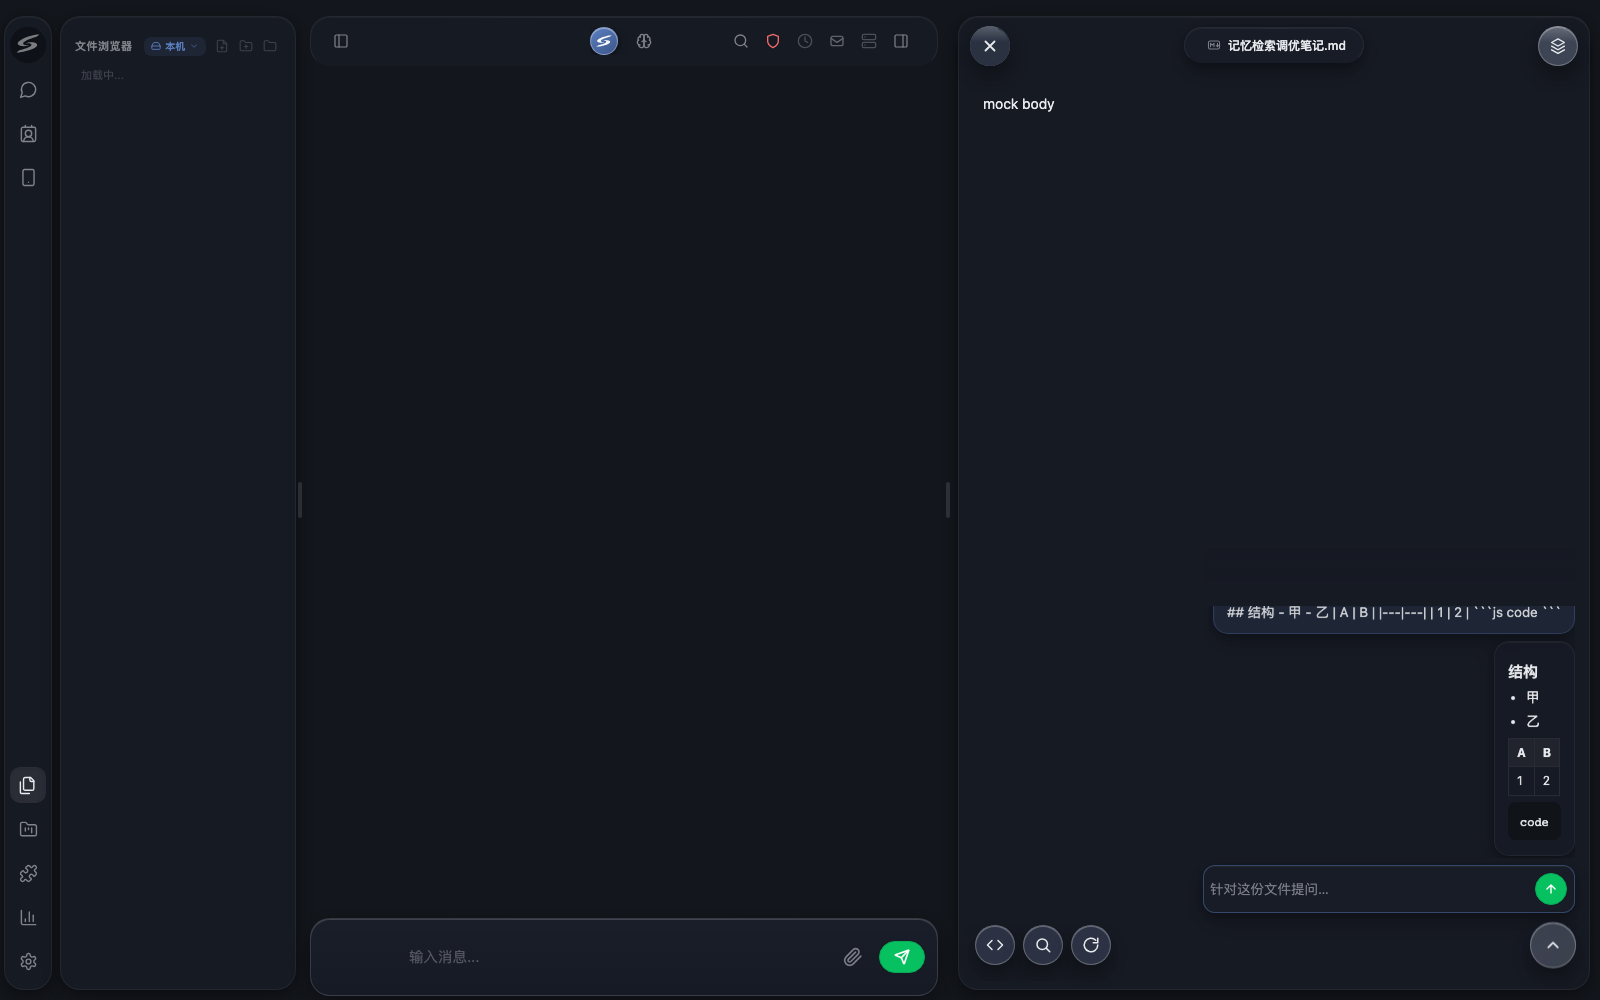 文件浏览器 本机
加载中...
输入消息...
记忆检索调优笔记.md
mock body
## 结构 - 甲 - 乙 | A | B | |---|---| | 1 | 2 | ```js code ```
结构
• 甲
• 乙
A B
1 2
code
针对这份文件提问...